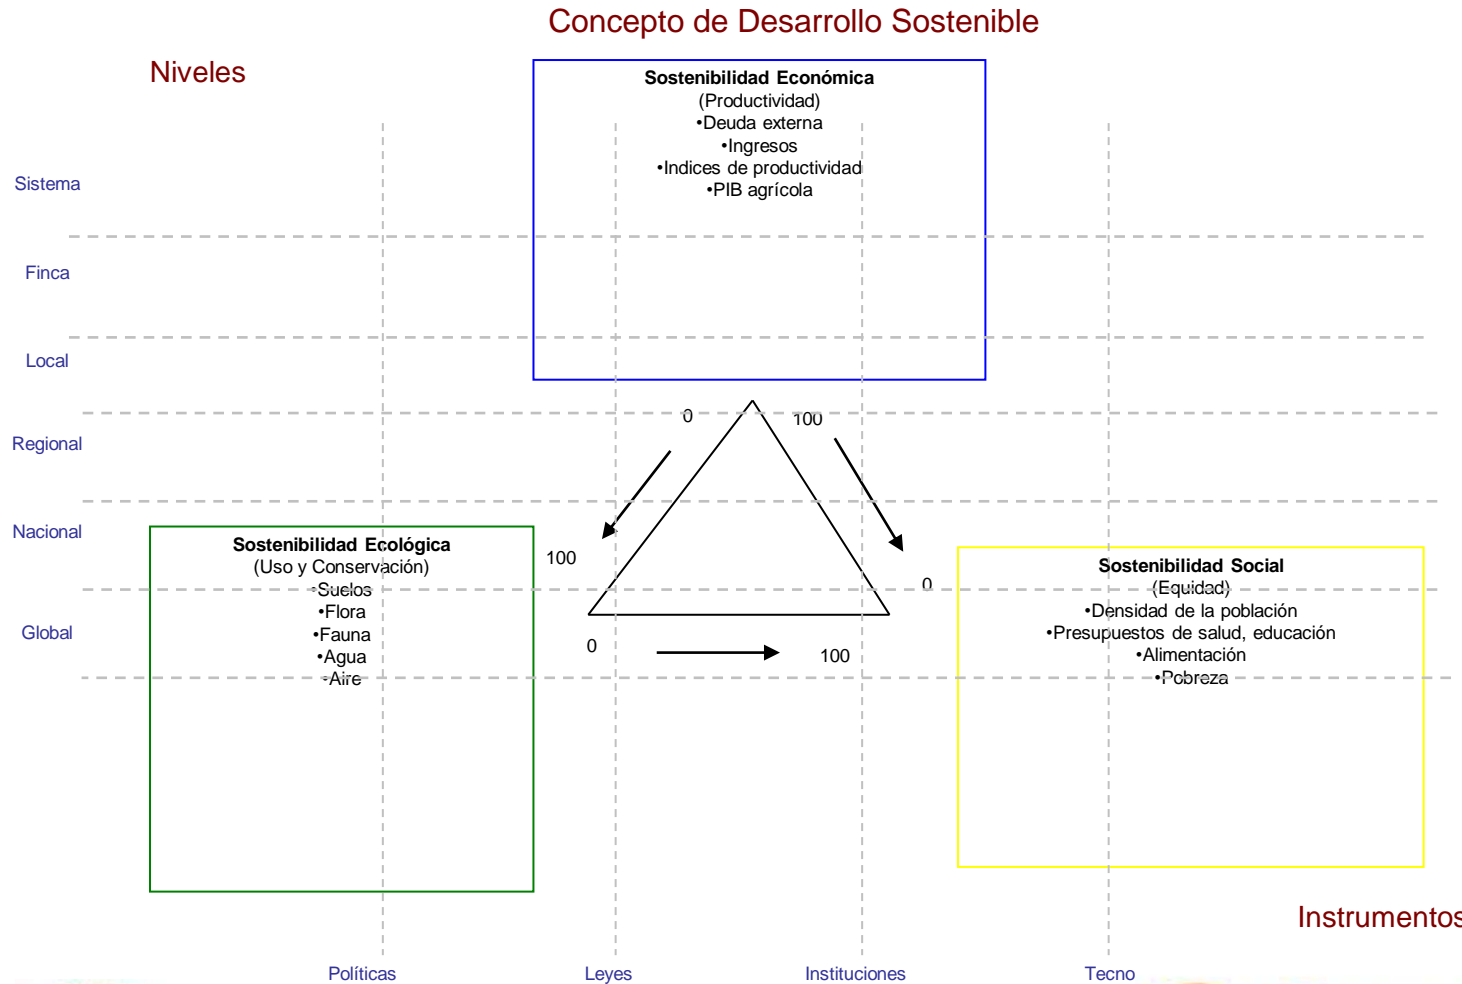 Concepto de Desarrollo Sostenible
Niveles
Sostenibilidad Económica
(Productividad)
•Deuda externa
•Ingresos
•Indices de productividad
•PIB agrícola
Sistema
Finca
Local
Regional
Nacional
Global
0
100
100
0
0
100
Sostenibilidad Ecológica
(Uso y Conservación)
•Suelos
•Flora
•Fauna
•Agua
•Aire
Sostenibilidad Social
(Equidad)
•Densidad de la población
•Presupuestos de salud, educación
•Alimentación
•Pobreza
Instrumentos
Políticas
Leyes
Instituciones
Tecno